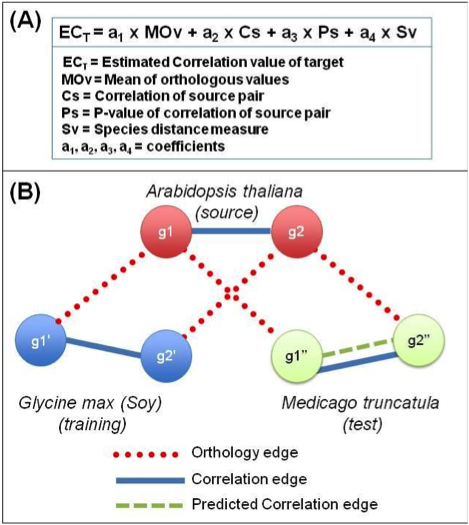 (A)
EC_T = a₁ x MOv + a₂ x Cs + a₃ x Ps + a₄ x Sv
EC_T = Estimated Correlation value of target
MOv = Mean of orthologous values
Cs = Correlation of source pair
Ps = P-value of correlation of source pair
Sv = Species distance measure
a₁, a₂, a₃, a₄ = coefficients
(B)
Arabidopsis thaliana
(source)
g1
g2
g1'
g2'
g1"
g2"
Glycine max (Soy)
(training)
Medicago truncatula
(test)
Orthology edge
Correlation edge
Predicted Correlation edge